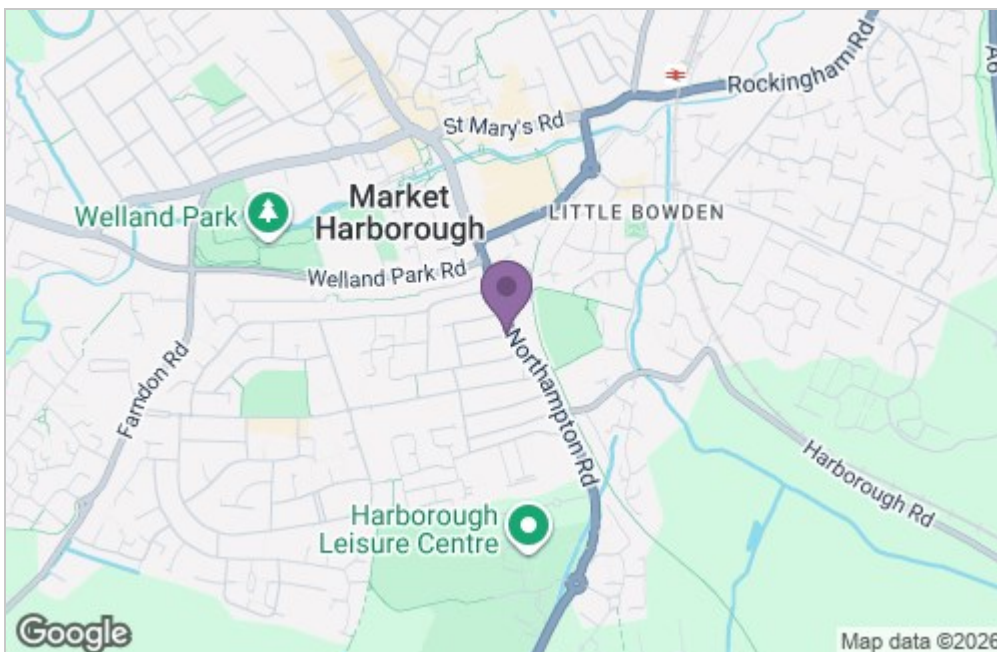 A6
Rockingham Rd
St Mary's Rd
Welland Park
Market
Harborough
LITTLE BOWDEN
Welland Park Rd
Farndon Rd
Northampton Rd
Harborough Rd
Harborough
Leisure Centre
Google
Map data ©2026